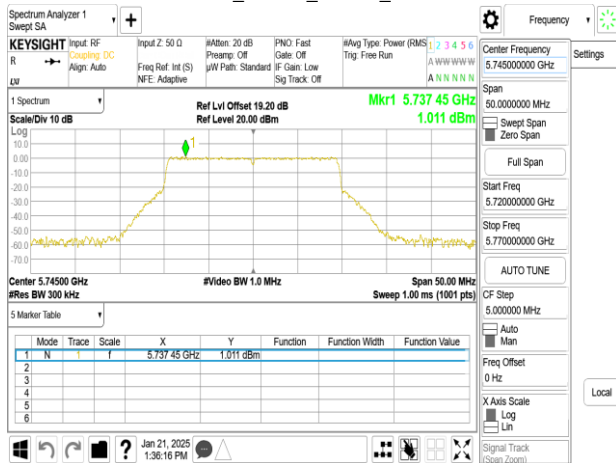 Spectrum Analyzer 1
Swept SA
+
Frequency
KEYSIGHT Input: RF
R Coupling: DC
Align: Auto
LXI
Input Z: 50 Ω
Freq Ref: Int (S)
NFE: Adaptive
#Atten: 20 dB
Preamp: Off
µW Path: Standard
PNO: Fast
Gate: Off
IF Gain: Low
Sig Track: Off
#Avg Type: Power (RMS
Trig: Free Run
1 2 3 4 5 6
A W W W W W
A N N N N N
1 Spectrum
Scale/Div 10 dB
Ref Lvl Offset 19.20 dB
Ref Level 20.00 dBm
Mkr1 5.737 45 GHz
1.011 dBm
Log
10.0
0.00
-10.0
-20.0
-30.0
-40.0
-50.0
-60.0
-70.0
1
Center 5.74500 GHz
#Res BW 300 kHz
#Video BW 1.0 MHz
Span 50.00 MHz
Sweep 1.00 ms (1001 pts)
5 Marker Table
Mode Trace Scale X Y Function Function Width Function Value
1 N 1 f 5.737 45 GHz 1.011 dBm
2
3
4
5
6
Jan 21, 2025
1:36:16 PM
?
Center Frequency
5.745000000 GHz
Span
50.0000000 MHz
Swept Span
Zero Span
Full Span
Start Freq
5.720000000 GHz
Stop Freq
5.770000000 GHz
AUTO TUNE
CF Step
5.000000 MHz
Auto
Man
Freq Offset
0 Hz
X Axis Scale
Log
Lin
Signal Track
(Span Zoom)
Settings
Local